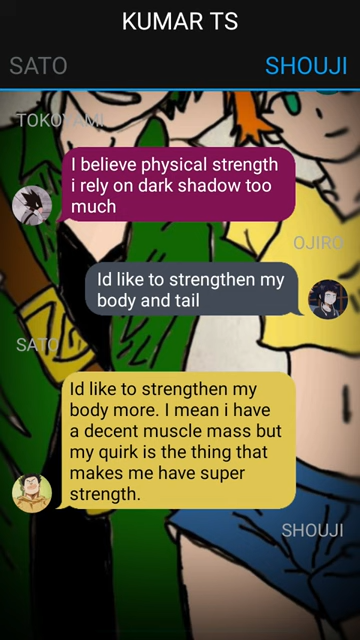 KUMAR TS
SATO
SHOUJI
TOKOYAMI
I believe physical strength
i rely on dark shadow too
much
OJIRO
Id like to strengthen my
body and tail
SATO
Id like to strengthen my
body more. I mean i have
a decent muscle mass but
my quirk is the thing that
makes me have super
strength.
SHOUJI